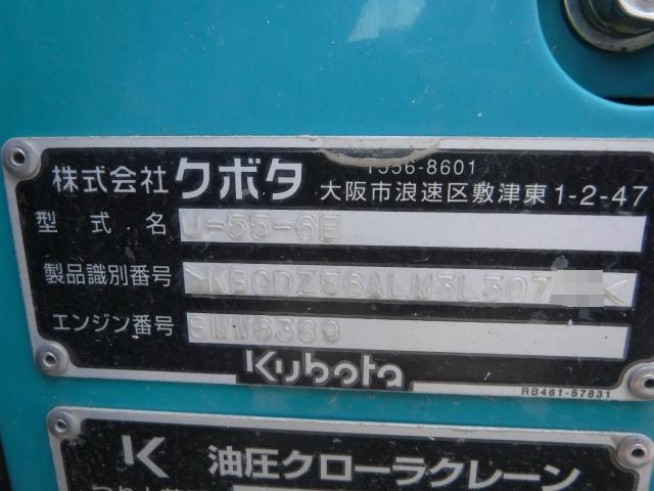 株式会社クボタ 〒556-8601
大阪市浪速区敷津東1-2-47
型式名 U-55-6E
製品識別番号 >KBCDZ56ALM3L307 <
エンジン番号 8MW6389
Kubota
RB461-57831
K 油圧クローラクレーン